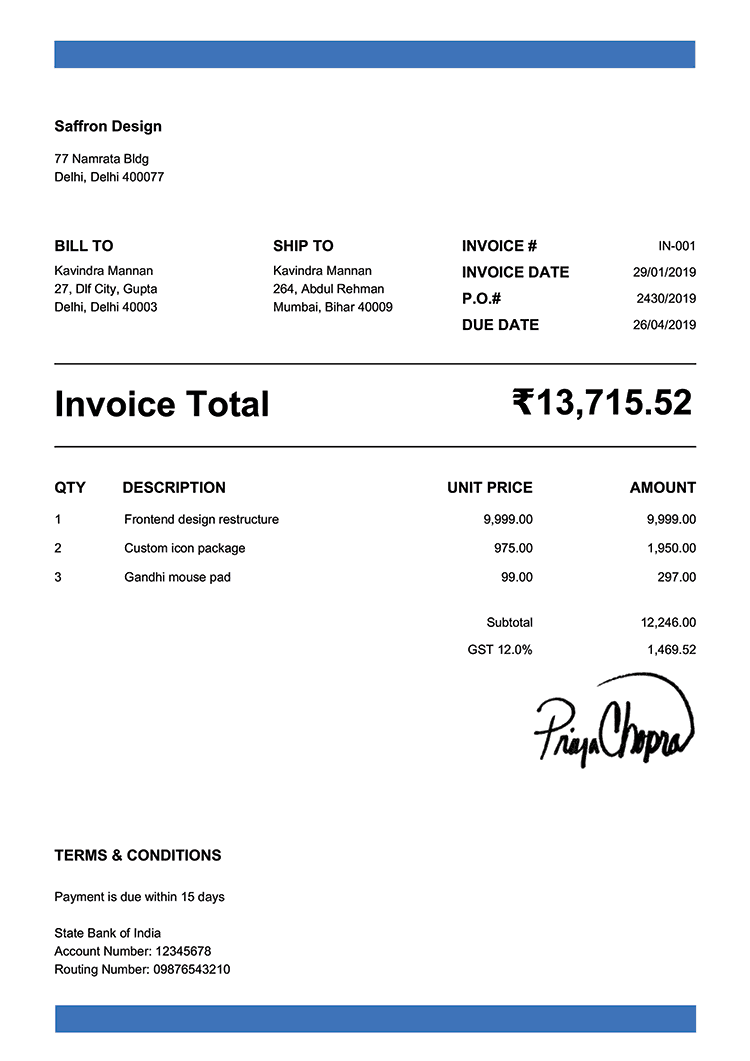 Saffron Design
77 Namrata Bldg
Delhi, Delhi 400077
BILL TO
Kavindra Mannan
27, Dlf City, Gupta
Delhi, Delhi 40003
SHIP TO
Kavindra Mannan
264, Abdul Rehman
Mumbai, Bihar 40009
INVOICE # IN-001
INVOICE DATE 29/01/2019
P.O.# 2430/2019
DUE DATE 26/04/2019
Invoice Total ₹13,715.52
QTY DESCRIPTION UNIT PRICE AMOUNT
1 Frontend design restructure 9,999.00 9,999.00
2 Custom icon package 975.00 1,950.00
3 Gandhi mouse pad 99.00 297.00
Subtotal 12,246.00
GST 12.0% 1,469.52
Priya Chopra
TERMS & CONDITIONS
Payment is due within 15 days
State Bank of India
Account Number: 12345678
Routing Number: 09876543210